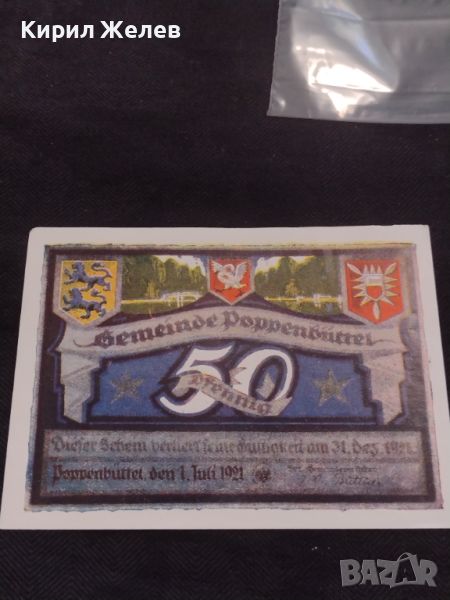 Кирил Желев
Gemeinde Poppenbüttel
50
Pfennig
Dieser Schein verliert seine Gültigkeit am 31. Dez. 1921.
Poppenbüttel, den 1. Juli 1921
BAZAR